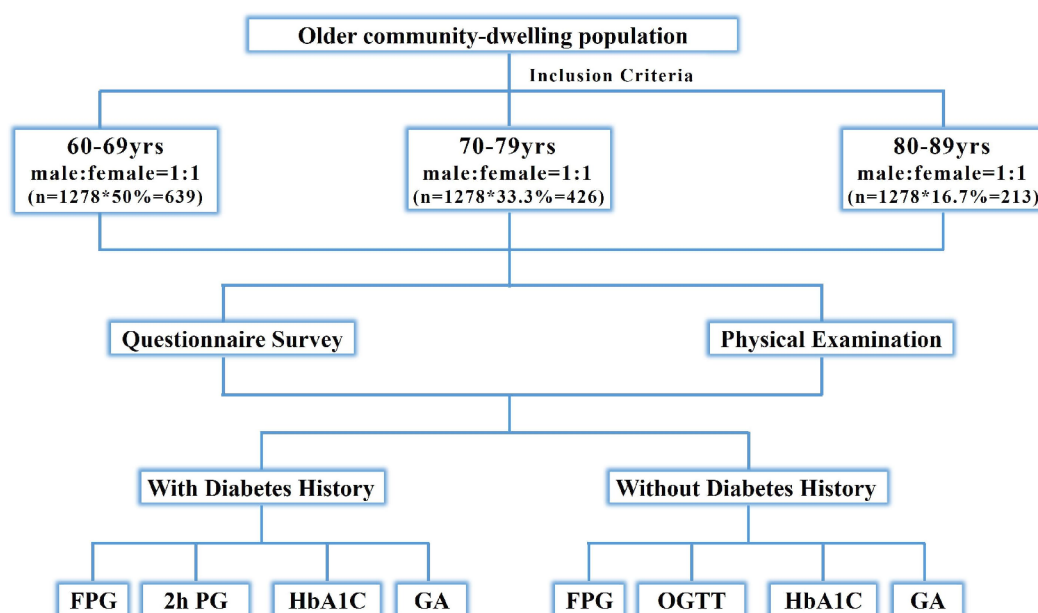 Older community-dwelling population
Inclusion Criteria
60-69yrs
male:female=1:1
(n=1278*50%=639)
70-79yrs
male:female=1:1
(n=1278*33.3%=426)
80-89yrs
male:female=1:1
(n=1278*16.7%=213)
Questionnaire Survey
Physical Examination
With Diabetes History
Without Diabetes History
FPG
2h PG
HbA1C
GA
FPG
OGTT
HbA1C
GA